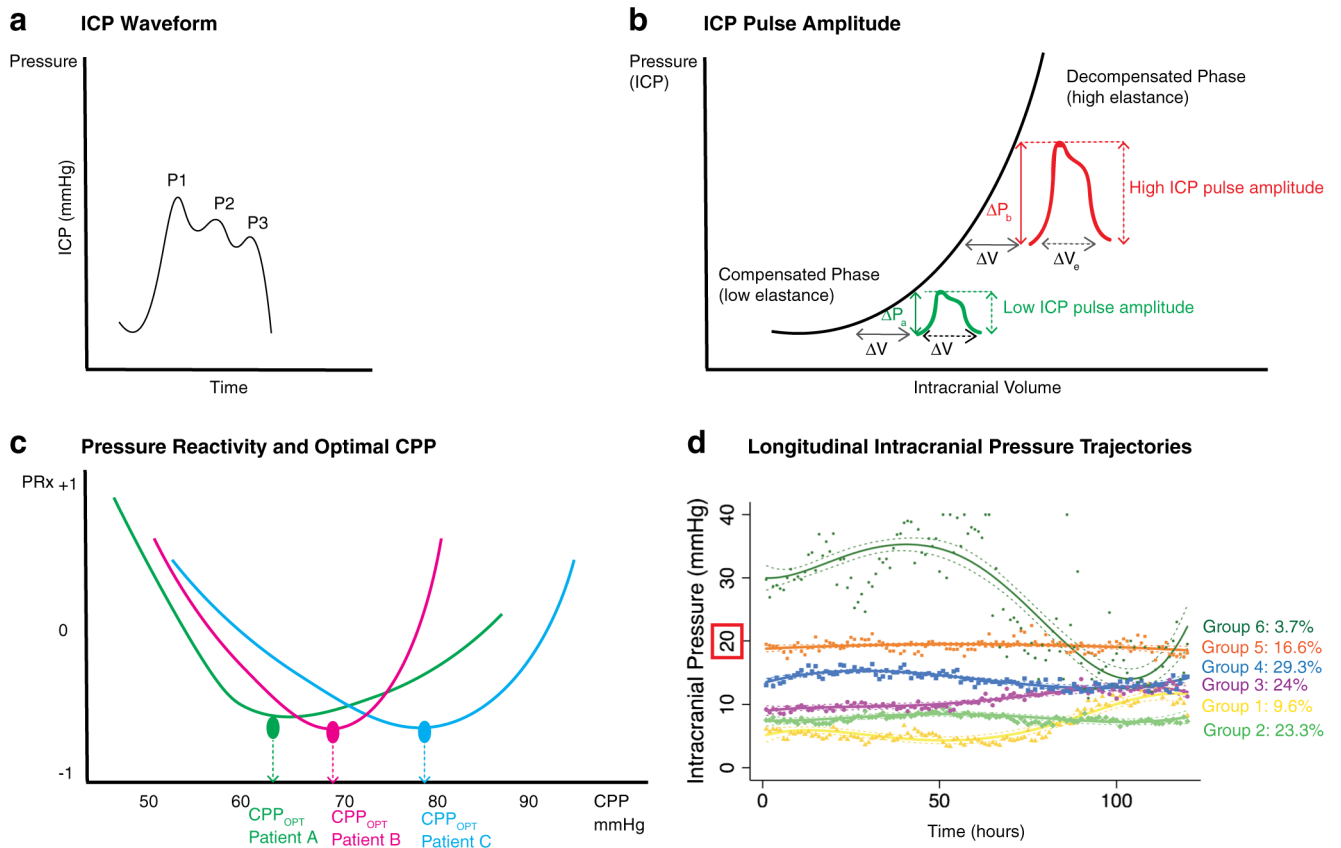 a ICP Waveform
Pressure
ICP (mmHg)
P1
P2
P3
Time
b ICP Pulse Amplitude
Pressure
(ICP)
Decompensated Phase
(high elastance)
High ICP pulse amplitude
ΔPb
ΔV
ΔVe
Compensated Phase
(low elastance)
ΔPa
Low ICP pulse amplitude
ΔV
ΔV
Intracranial Volume
c Pressure Reactivity and Optimal CPP
PRx +1
0
-1
50 60 70 80 90 CPP
mmHg
CPPOPT
Patient A
CPPOPT
Patient B
CPPOPT
Patient C
d Longitudinal Intracranial Pressure Trajectories
Intracranial Pressure (mmHg)
40
30
20
10
0
Group 6: 3.7%
Group 5: 16.6%
Group 4: 29.3%
Group 3: 24%
Group 1: 9.6%
Group 2: 23.3%
0 50 100
Time (hours)